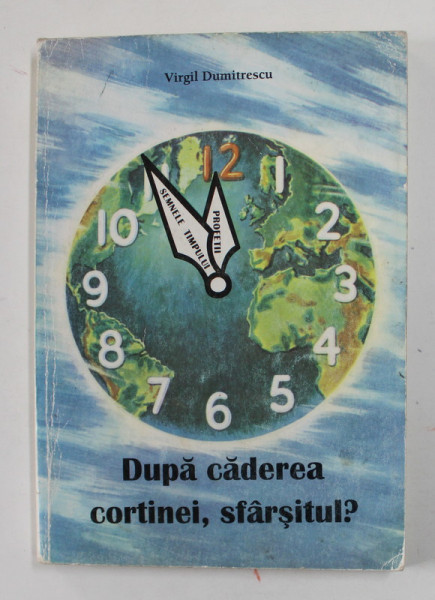 Virgil Dumitrescu
12
1
2
3
4
5
6
7
8
9
10
SEMNELE TIMPULUI
PROFEȚII
După căderea
cortinei, sfârşitul?